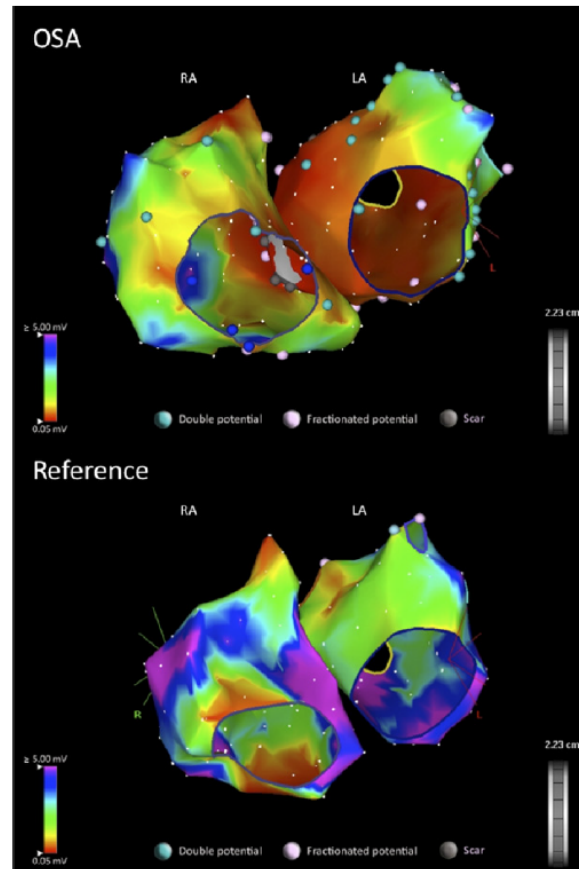 OSA
RA LA
L
≥ 5.00 mV
0.05 mV
2.23 cm
Double potential Fractionated potential Scar
Reference
RA LA
R
L
≥ 5.00 mV
0.05 mV
2.23 cm
Double potential Fractionated potential Scar